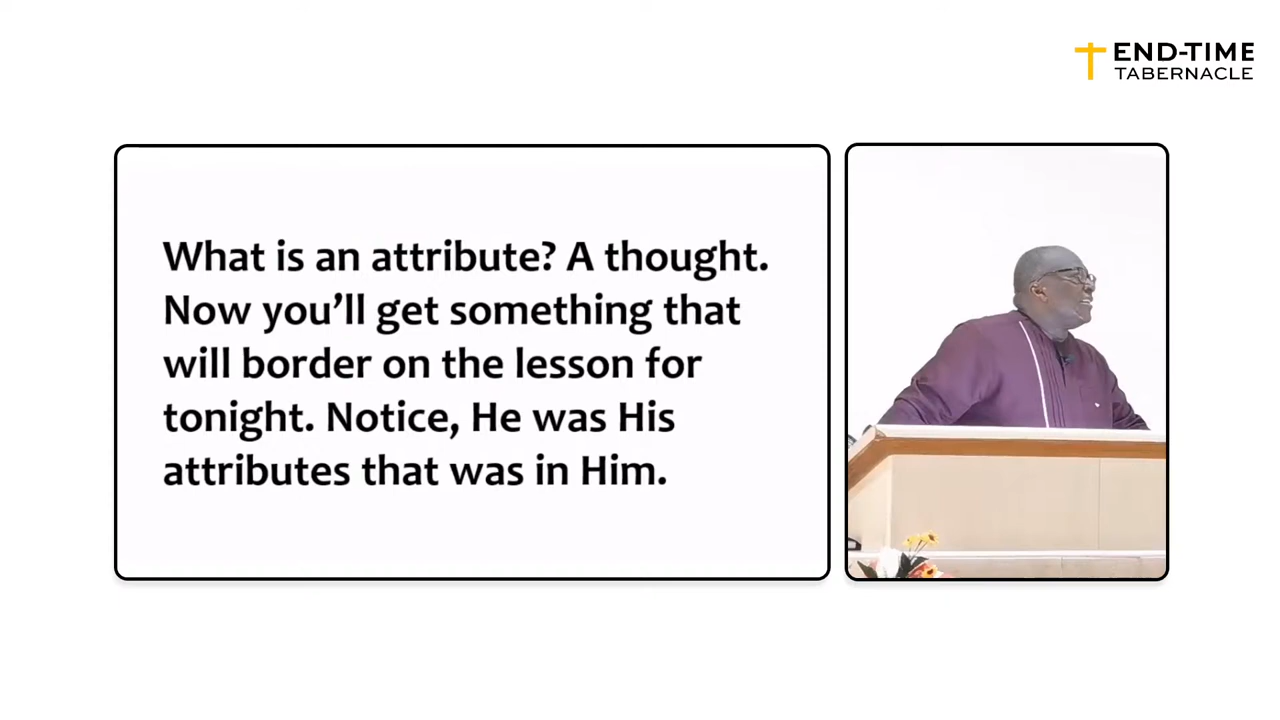 END-TIME
TABERNACLE
What is an attribute? A thought.
Now you’ll get something that
will border on the lesson for
tonight. Notice, He was His
attributes that was in Him.